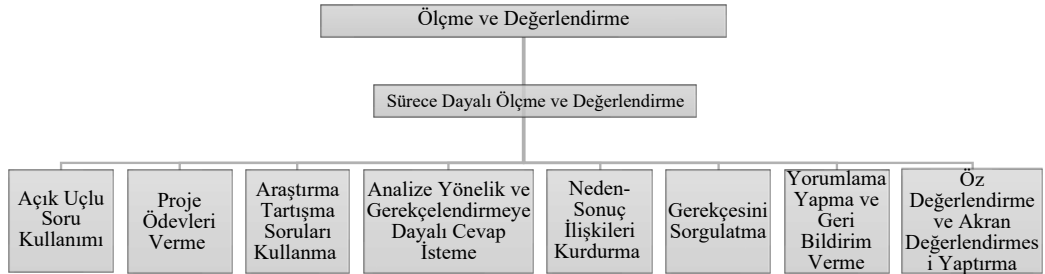 Ölçme ve Değerlendirme
Sürece Dayalı Ölçme ve Değerlendirme
Açık Uçlu
Soru
Kullanımı
Proje
Ödevleri
Verme
Araştırma
Tartışma
Soruları
Kullanma
Analize Yönelik ve
Gerekçelendirmeye
Dayalı Cevap
İsteme
Neden-
Sonuç
İlişkileri
Kurdurma
Gerekçesini
Sorgulatma
Yorumlama
Yapma ve
Geri
Bildirim
Verme
Öz
Değerlendirme
ve Akran
Değerlendirmes
i Yaptırma